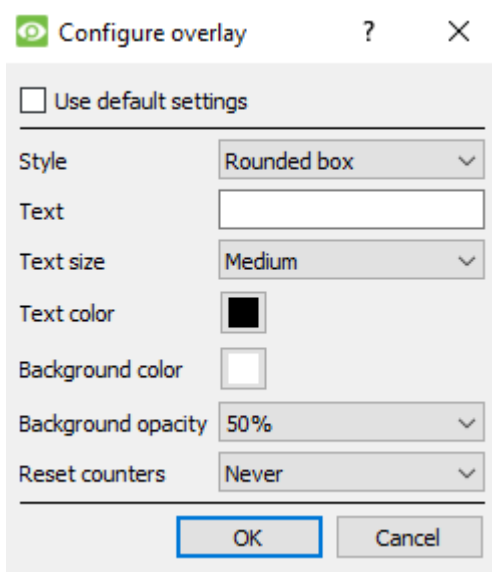 Configure overlay ?
Use default settings
Style Rounded box
Text
Text size Medium
Text color
Background color
Background opacity 50%
Reset counters Never
OK Cancel